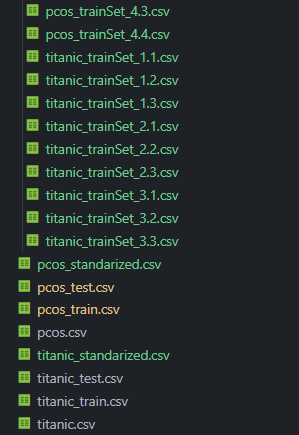 pcos_trainSet_4.3.csv
pcos_trainSet_4.4.csv
titanic_trainSet_1.1.csv
titanic_trainSet_1.2.csv
titanic_trainSet_1.3.csv
titanic_trainSet_2.1.csv
titanic_trainSet_2.2.csv
titanic_trainSet_2.3.csv
titanic_trainSet_3.1.csv
titanic_trainSet_3.2.csv
titanic_trainSet_3.3.csv
pcos_standarized.csv
pcos_test.csv
pcos_train.csv
pcos.csv
titanic_standarized.csv
titanic_test.csv
titanic_train.csv
titanic.csv